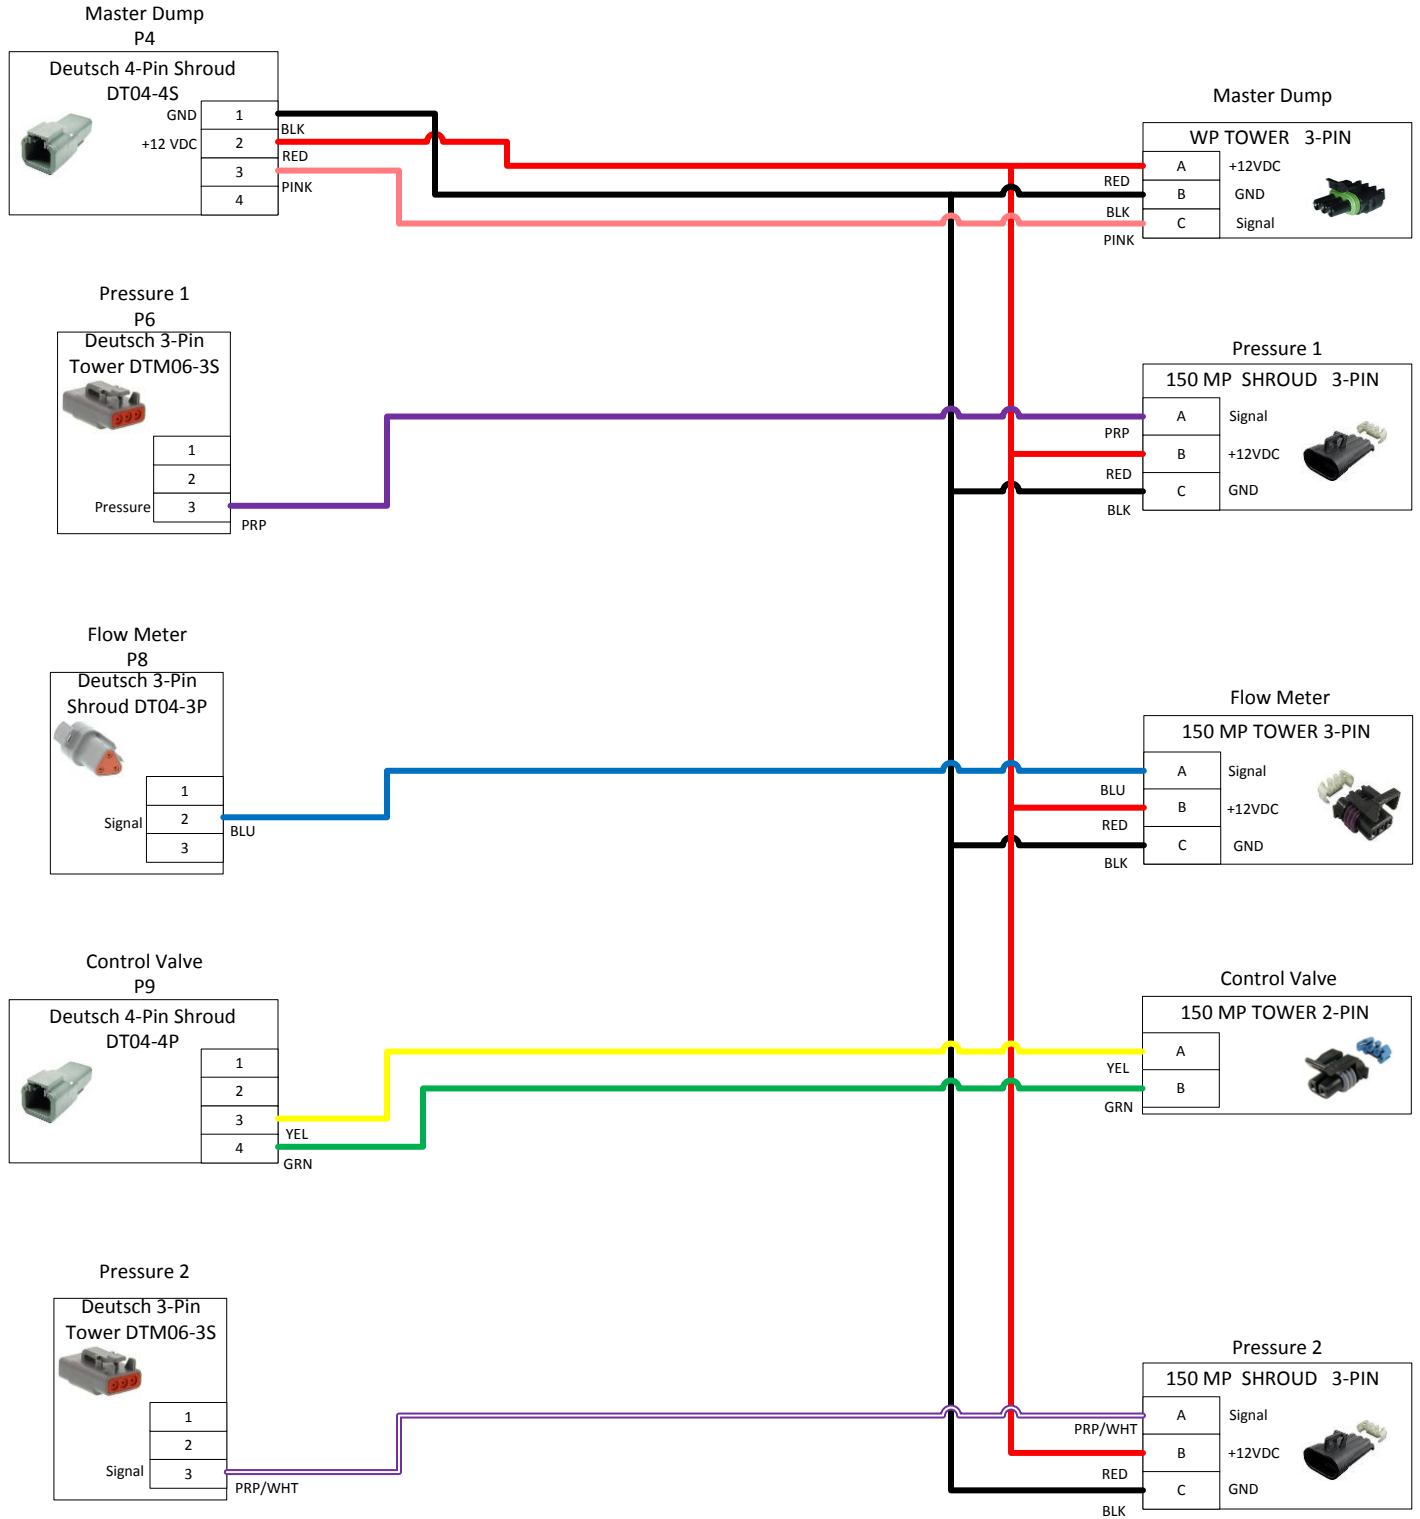 Master Dump
P4
Deutsch 4-Pin Shroud
DT04-4S
GND 1
BLK
+12 VDC 2
RED
3
PINK
4
Master Dump
WP TOWER 3-PIN
A +12VDC
RED
B GND
BLK
C Signal
PINK
Pressure 1
P6
Deutsch 3-Pin
Tower DTM06-3S
1
2
Pressure 3
PRP
Pressure 1
150 MP SHROUD 3-PIN
A Signal
PRP
B +12VDC
RED
C GND
BLK
Flow Meter
P8
Deutsch 3-Pin
Shroud DT04-3P
1
Signal 2
BLU
3
Flow Meter
150 MP TOWER 3-PIN
A Signal
BLU
B +12VDC
RED
C GND
BLK
Control Valve
P9
Deutsch 4-Pin Shroud
DT04-4P
1
2
3
YEL
4
GRN
Control Valve
150 MP TOWER 2-PIN
A
YEL
B
GRN
Pressure 2
Deutsch 3-Pin
Tower DTM06-3S
1
2
Signal 3
PRP/WHT
Pressure 2
150 MP SHROUD 3-PIN
A Signal
PRP/WHT
B +12VDC
RED
C GND
BLK